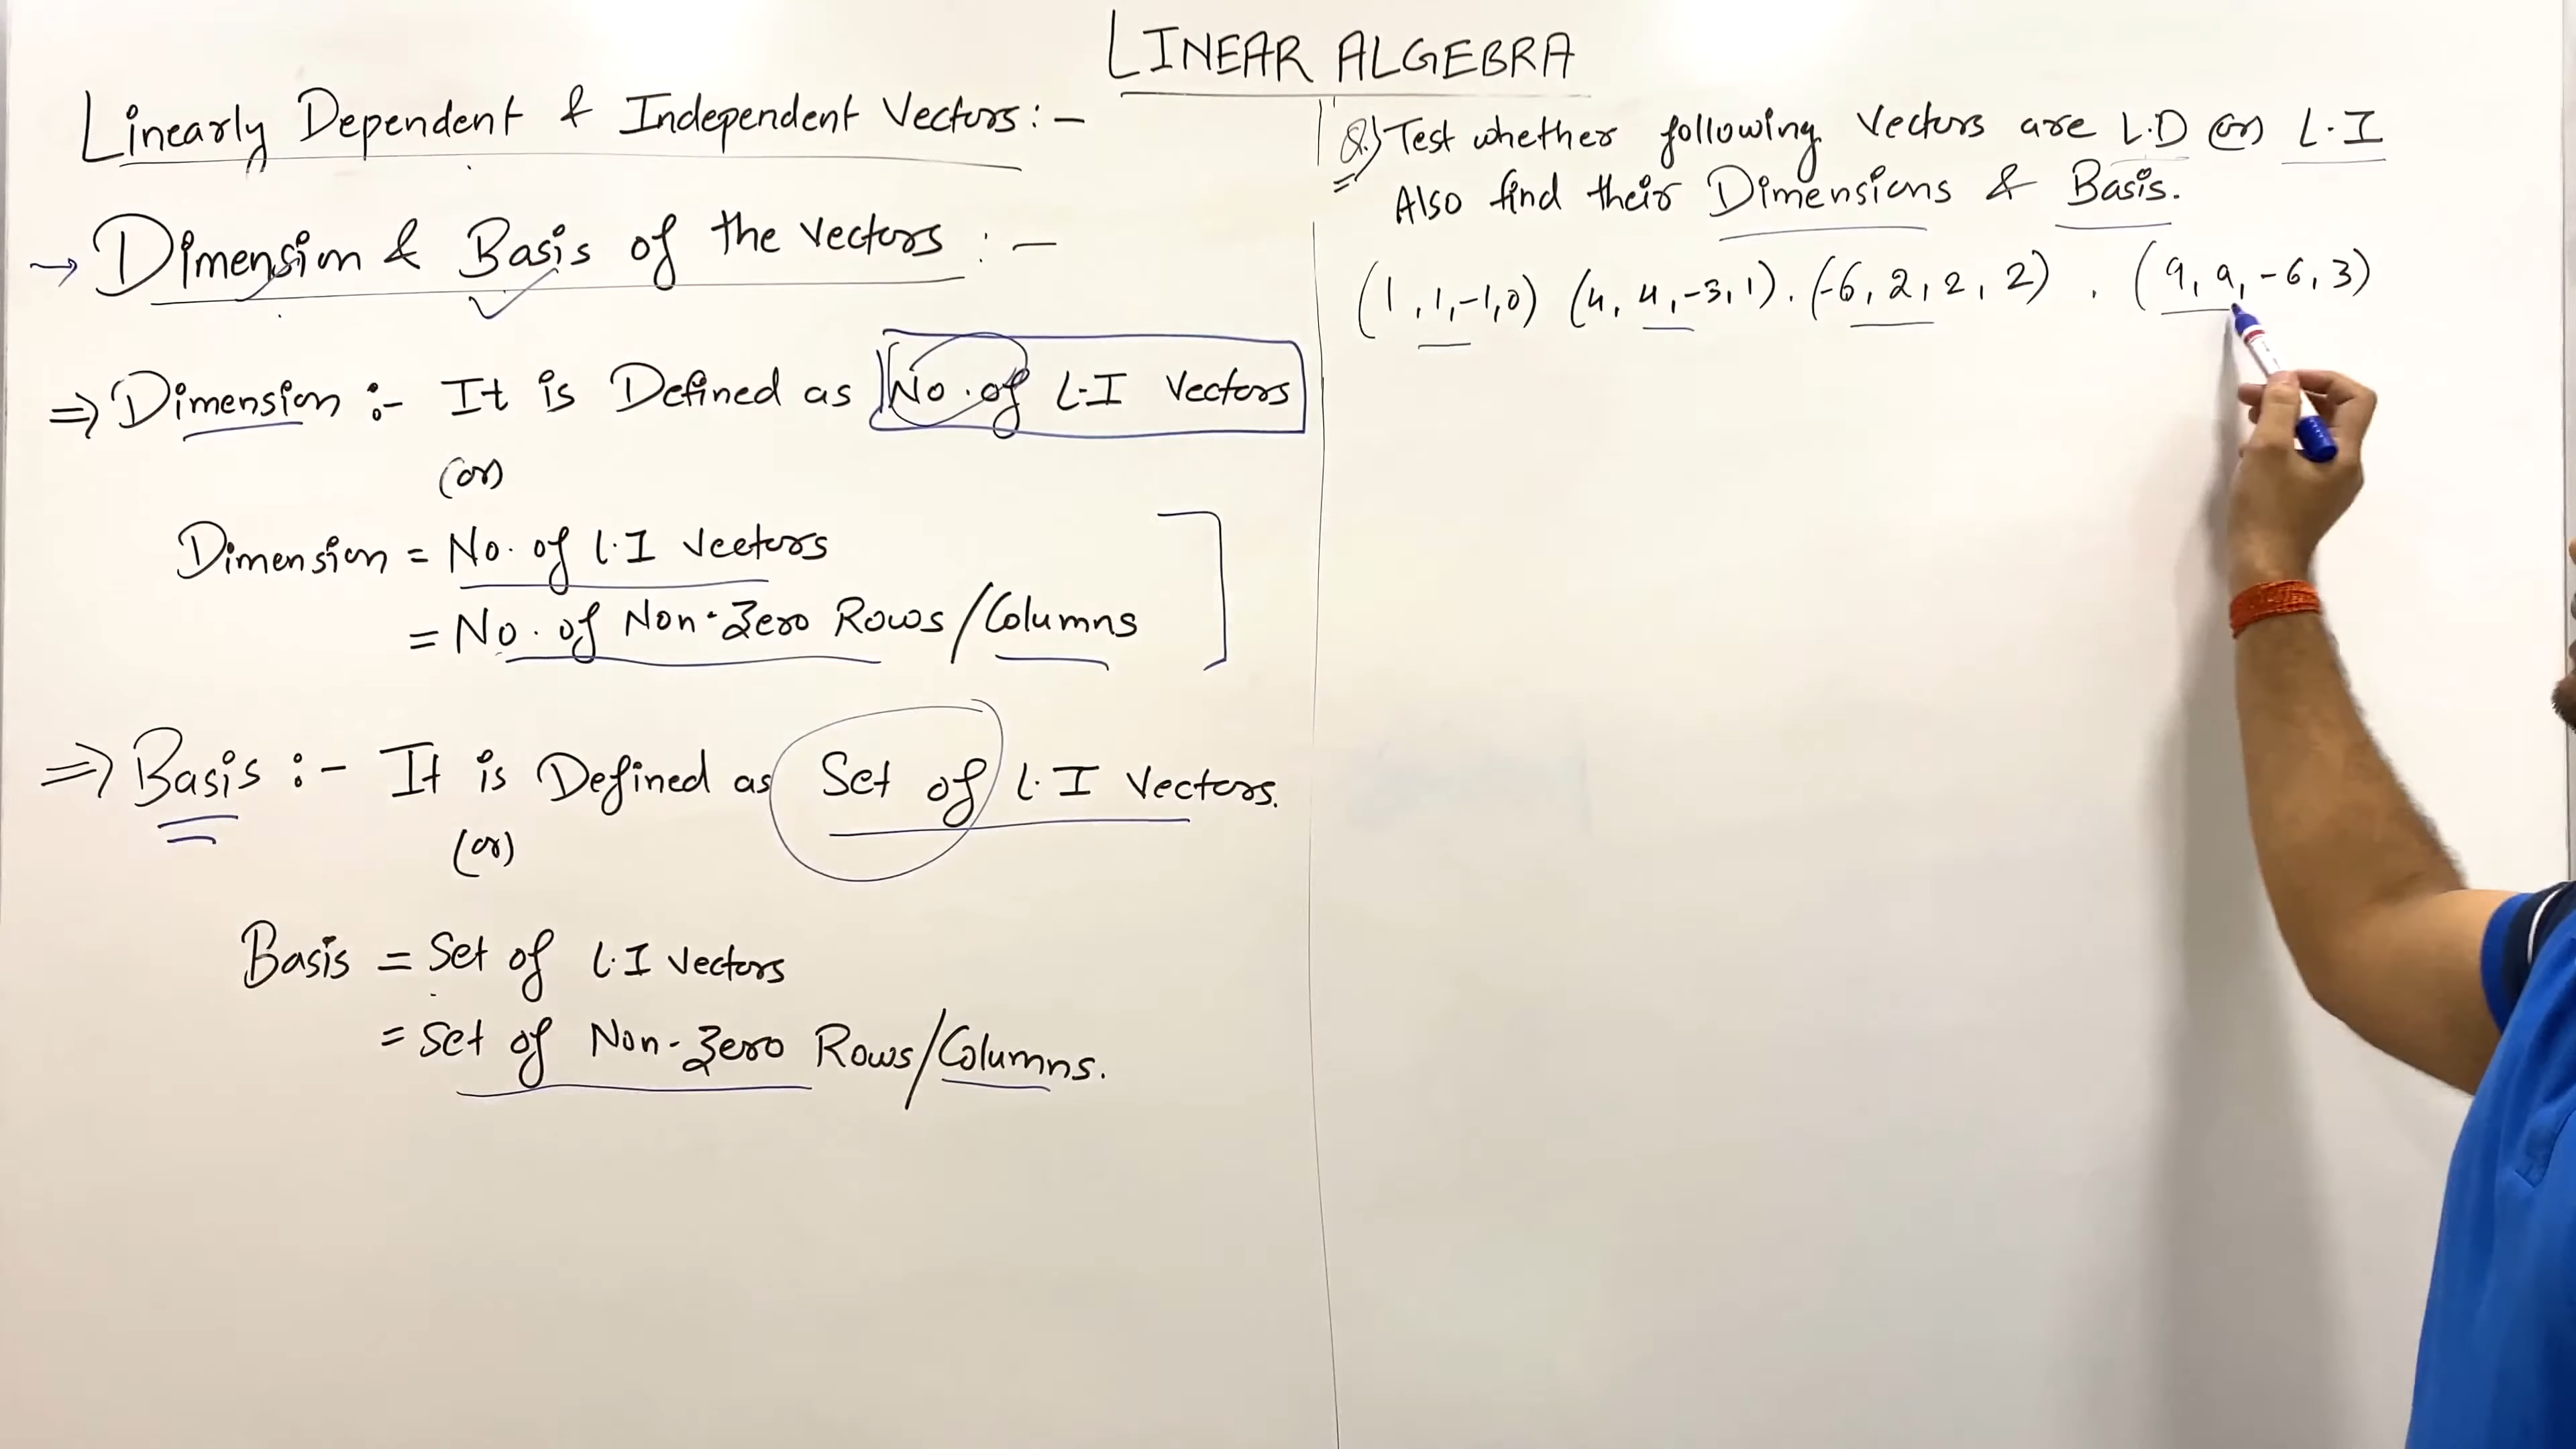 LINEAR ALGEBRA
Linearly Dependent & Independent Vectors:-
→ Dimension & Basis of the vectors :-
⇒ Dimension :- It is Defined as No. of L.I Vectors
(or)
Dimension = No. of L.I Vectors
= No. of Non-Zero Rows/Columns
⇒ Basis :- It is Defined as Set of L.I Vectors.
(or)
Basis = Set of L.I Vectors
= Set of Non-Zero Rows/Columns.
Q.) Test whether following Vectors are L.D (or) L.I
Also find their Dimensions & Basis.
(1, 1, -1, 0) (4, 4, -3, 1). (-6, 2, 2, 2) . (9, 9, -6, 3)